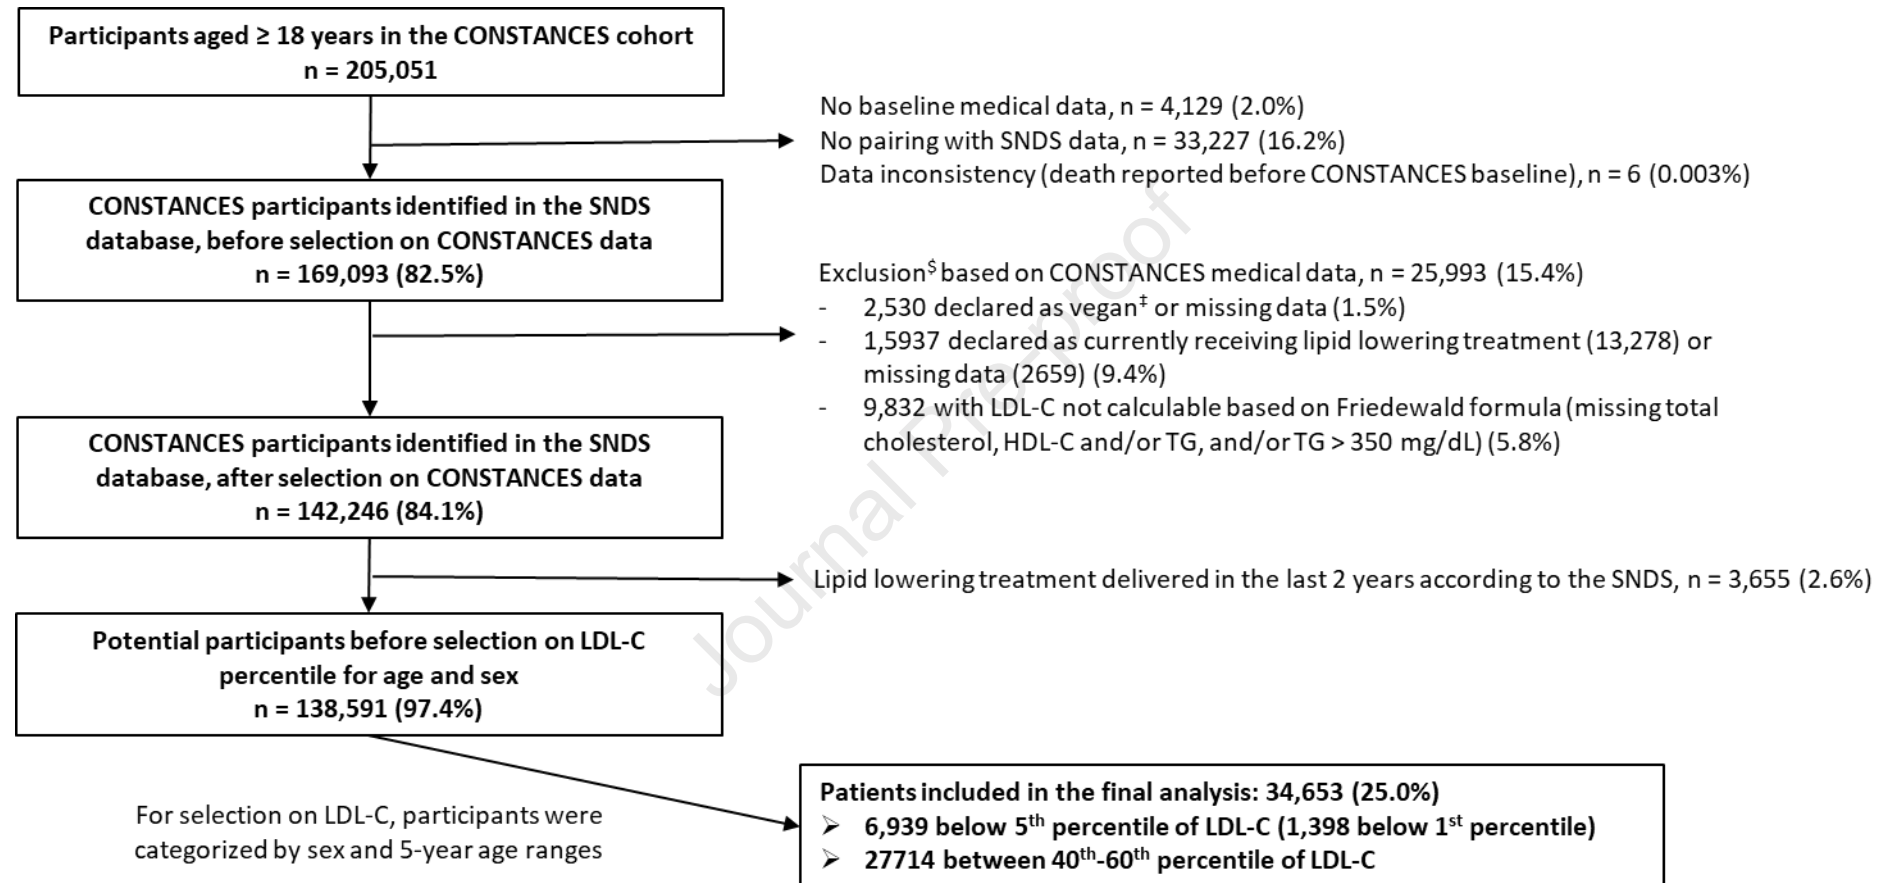 Participants aged ≥ 18 years in the CONSTANCES cohort
n = 205,051
No baseline medical data, n = 4,129 (2.0%)
No pairing with SNDS data, n = 33,227 (16.2%)
Data inconsistency (death reported before CONSTANCES baseline), n = 6 (0.003%)
CONSTANCES participants identified in the SNDS
database, before selection on CONSTANCES data
n = 169,093 (82.5%)
Exclusion$ based on CONSTANCES medical data, n = 25,993 (15.4%)
- 2,530 declared as vegan‡ or missing data (1.5%)
- 1,5937 declared as currently receiving lipid lowering treatment (13,278) or
missing data (2659) (9.4%)
- 9,832 with LDL-C not calculable based on Friedewald formula (missing total
cholesterol, HDL-C and/or TG, and/or TG > 350 mg/dL) (5.8%)
CONSTANCES participants identified in the SNDS
database, after selection on CONSTANCES data
n = 142,246 (84.1%)
Lipid lowering treatment delivered in the last 2 years according to the SNDS, n = 3,655 (2.6%)
Potential participants before selection on LDL-C
percentile for age and sex
n = 138,591 (97.4%)
For selection on LDL-C, participants were
categorized by sex and 5-year age ranges
Patients included in the final analysis: 34,653 (25.0%)
➢ 6,939 below 5th percentile of LDL-C (1,398 below 1st percentile)
➢ 27714 between 40th-60th percentile of LDL-C
Journal Pre-proof